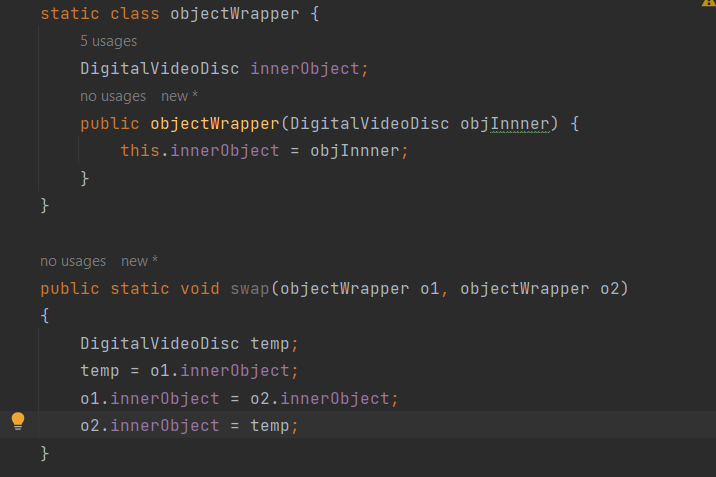 static class objectWrapper {
5 usages
DigitalVideoDisc innerObject;
no usages new *
public objectWrapper(DigitalVideoDisc objInnner) {
this.innerObject = objInnner;
}
}
no usages new *
public static void swap(objectWrapper o1, objectWrapper o2)
{
DigitalVideoDisc temp;
temp = o1.innerObject;
o1.innerObject = o2.innerObject;
o2.innerObject = temp;
}